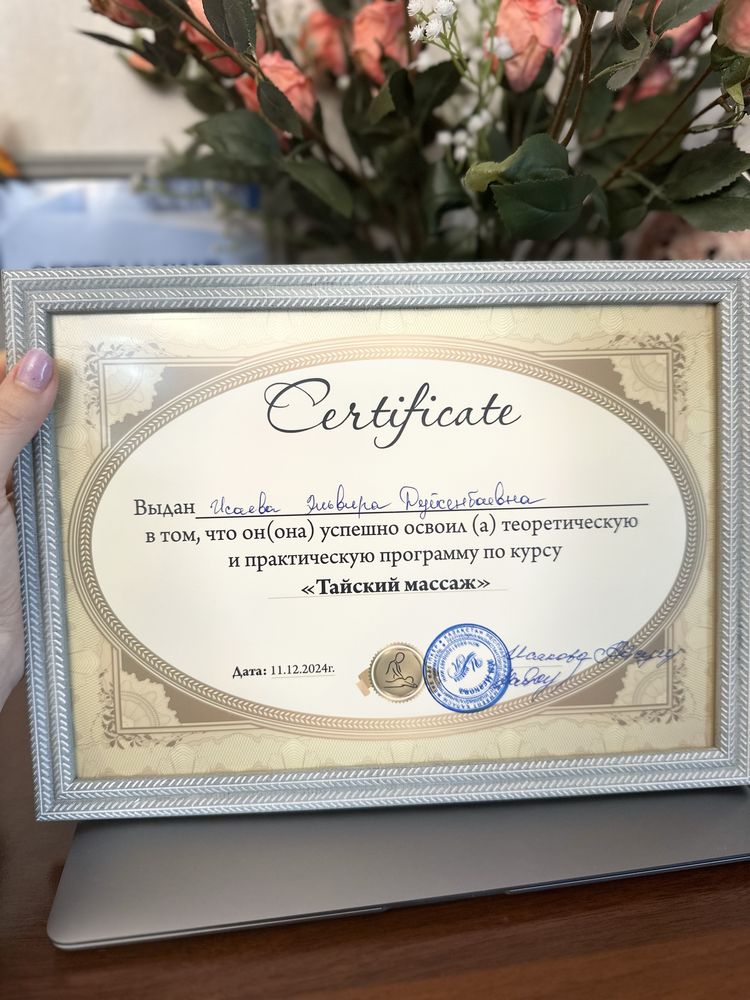 Certificate
Выдан Исаева Эльвира Дуйсенбаевна
в том, что он(она) успешно освоил (а) теоретическую
и практическую программу по курсу
«Тайский массаж»
Дата: 11.12.2024г.